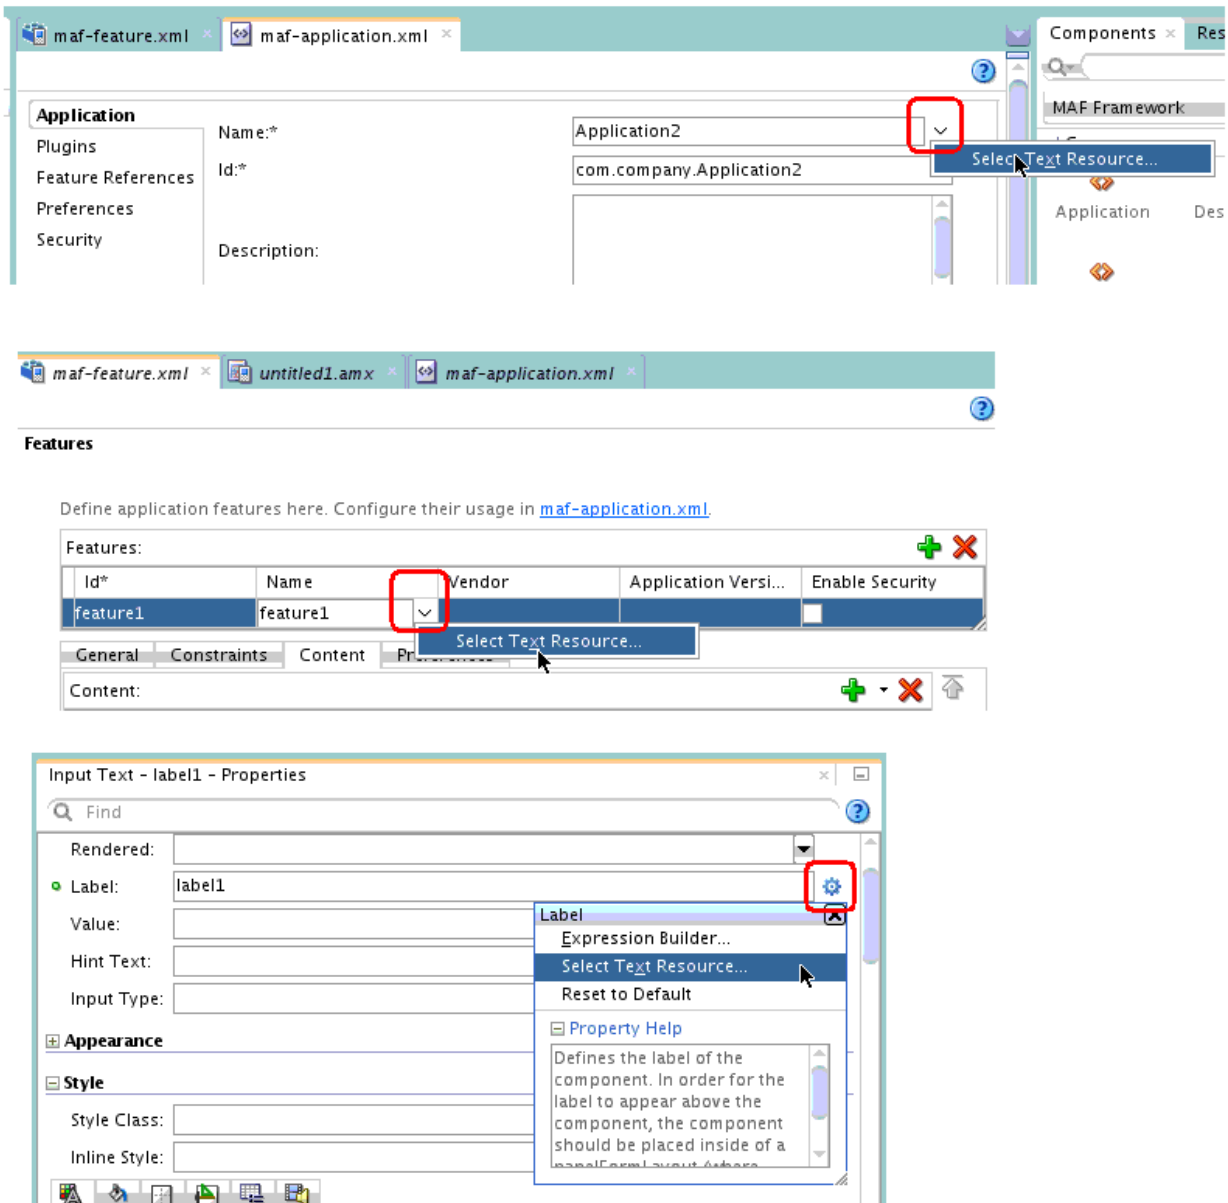 maf-feature.xml maf-application.xml Components Res
MAF Framework
Application
Name:* Application2
Plugins
Select Text Resource...
Feature References Id:* com.company.Application2
Preferences
Application Des
Security
Description:
maf-feature.xml untitled1.amx maf-application.xml
Features
Define application features here. Configure their usage in maf-application.xml.
Features:
Id* Name Vendor Application Versi... Enable Security
feature1 feature1
Select Text Resource...
General Constraints Content
Content:
Input Text - label1 - Properties
Find
Rendered:
Label: label1
Label
Value:
Expression Builder...
Hint Text:
Select Text Resource...
Input Type:
Reset to Default
Property Help
Appearance
Defines the label of the
component. In order for the
Style
label to appear above the
Style Class:
component, the component
should be placed inside of a
Inline Style:
panelFormLayout (where